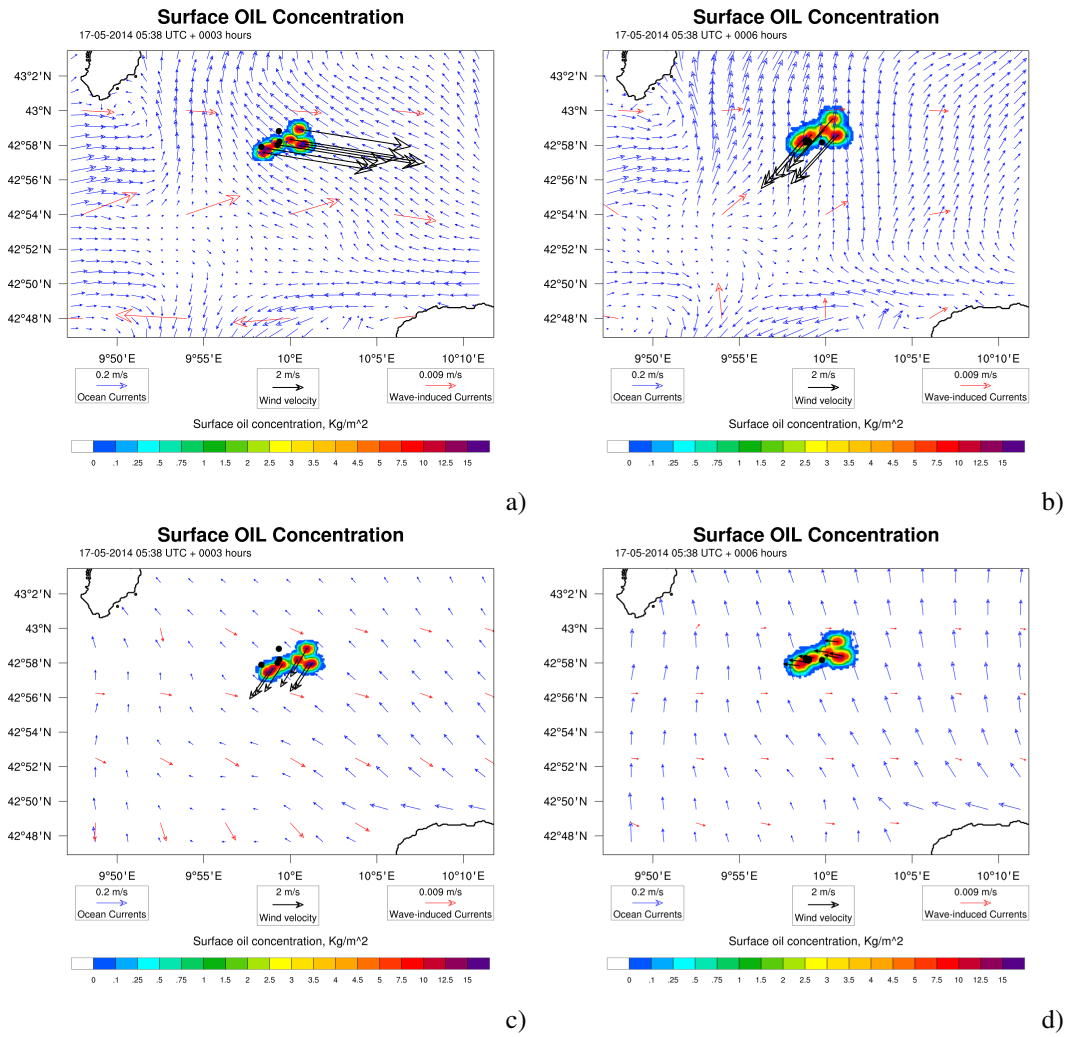 Surface OIL Concentration
17-05-2014 05:38 UTC + 0003 hours
43°2'N
43°N
42°58'N
42°56'N
42°54'N
42°52'N
42°50'N
42°48'N
9°50'E 9°55'E 10°E 10°5'E 10°10'E
0.2 m/s 2 m/s 0.009 m/s
Ocean Currents Wind velocity Wave-induced Currents
Surface oil concentration, Kg/m^2
0 .1 .25 .5 .75 1 1.5 2 2.5 3 3.5 4 4.5 5 7.5 10 12.5 15
a)
Surface OIL Concentration
17-05-2014 05:38 UTC + 0006 hours
43°2'N
43°N
42°58'N
42°56'N
42°54'N
42°52'N
42°50'N
42°48'N
9°50'E 9°55'E 10°E 10°5'E 10°10'E
0.2 m/s 2 m/s 0.009 m/s
Ocean Currents Wind velocity Wave-induced Currents
Surface oil concentration, Kg/m^2
0 .1 .25 .5 .75 1 1.5 2 2.5 3 3.5 4 4.5 5 7.5 10 12.5 15
b)
Surface OIL Concentration
17-05-2014 05:38 UTC + 0003 hours
43°2'N
43°N
42°58'N
42°56'N
42°54'N
42°52'N
42°50'N
42°48'N
9°50'E 9°55'E 10°E 10°5'E 10°10'E
0.2 m/s 2 m/s 0.009 m/s
Ocean Currents Wind velocity Wave-induced Currents
Surface oil concentration, Kg/m^2
0 .1 .25 .5 .75 1 1.5 2 2.5 3 3.5 4 4.5 5 7.5 10 12.5 15
c)
Surface OIL Concentration
17-05-2014 05:38 UTC + 0006 hours
43°2'N
43°N
42°58'N
42°56'N
42°54'N
42°52'N
42°50'N
42°48'N
9°50'E 9°55'E 10°E 10°5'E 10°10'E
0.2 m/s 2 m/s 0.009 m/s
Ocean Currents Wind velocity Wave-induced Currents
Surface oil concentration, Kg/m^2
0 .1 .25 .5 .75 1 1.5 2 2.5 3 3.5 4 4.5 5 7.5 10 12.5 15
d)